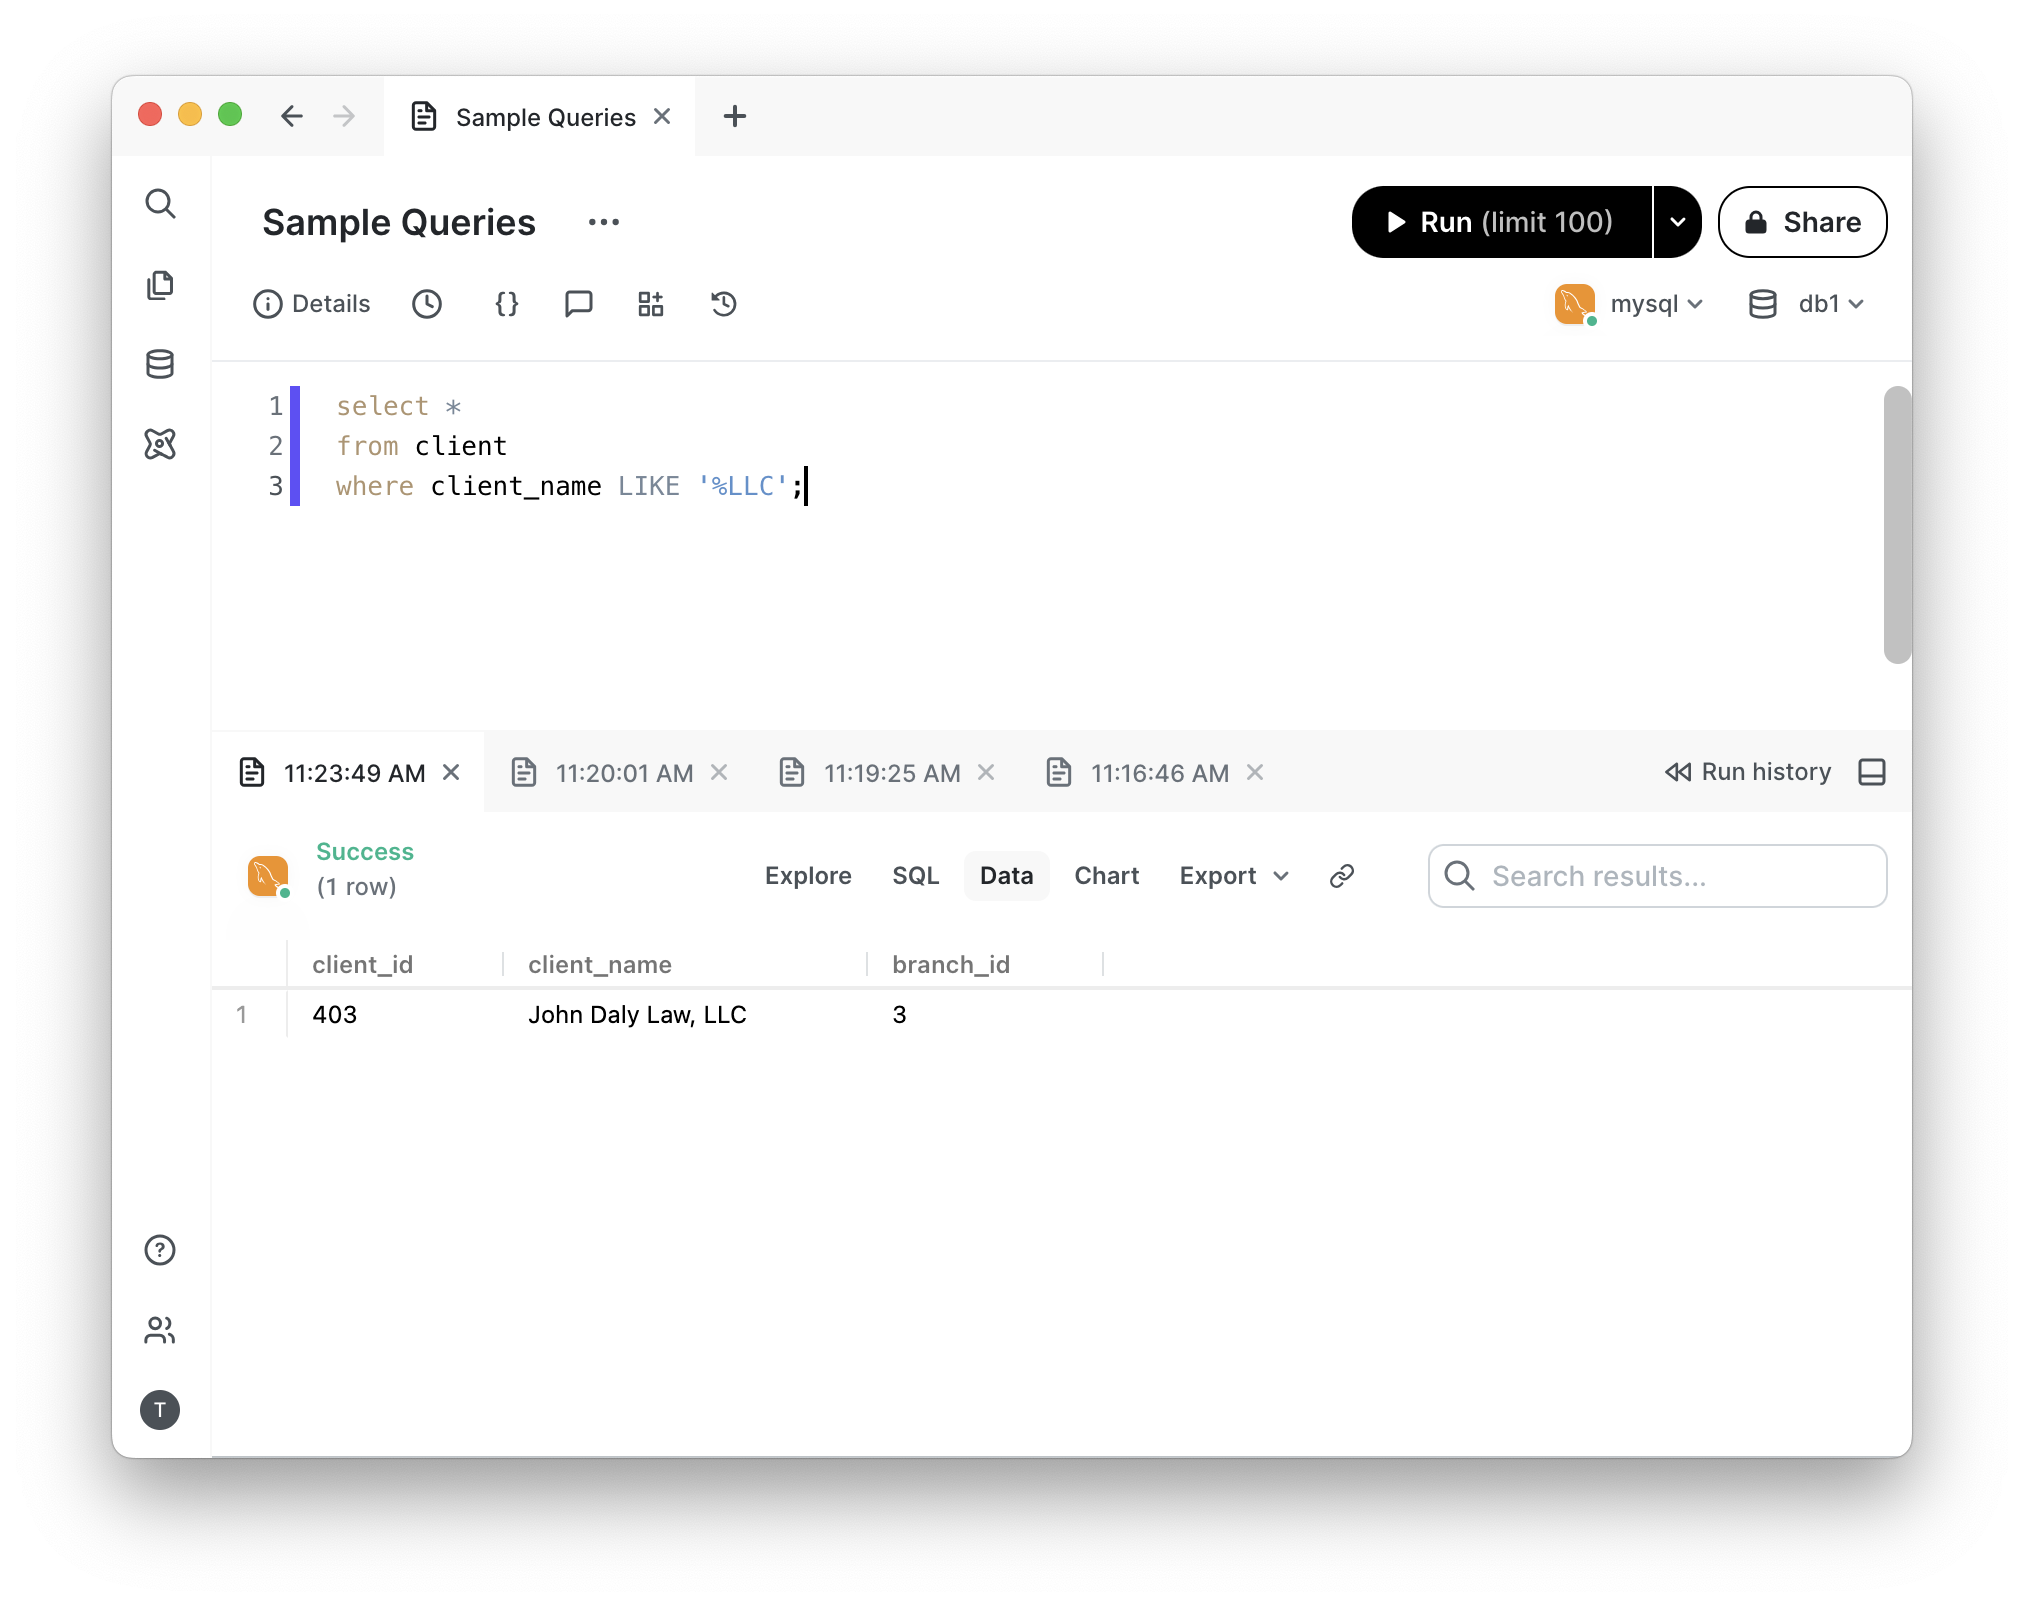 Sample Queries
Sample Queries
Run (limit 100)
Share
Details
{}
mysql
db1
1 select *
2 from client
3 where client_name LIKE '%LLC';
11:23:49 AM
11:20:01 AM
11:19:25 AM
11:16:46 AM
Run history
Success
(1 row)
Explore
SQL
Data
Chart
Export
Search results...
client_id client_name branch_id
1 403 John Daly Law, LLC 3
?
T